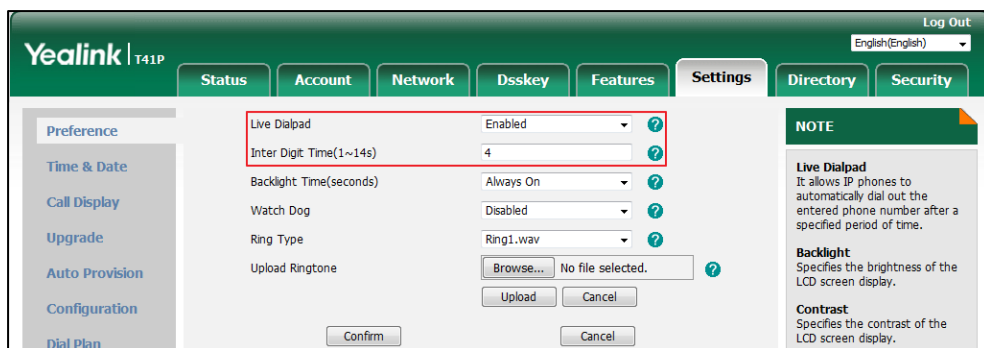 Log Out
Yealink | T41P
English(English)
Status Account Network Dsskey Features Settings Directory Security
Preference
Time & Date
Call Display
Upgrade
Auto Provision
Configuration
Dial Plan
Live Dialpad Enabled ?
Inter Digit Time(1~14s) 4 ?
Backlight Time(seconds) Always On ?
Watch Dog Disabled ?
Ring Type Ring1.wav ?
Upload Ringtone Browse... No file selected. ?
Upload Cancel
Confirm Cancel
NOTE
Live Dialpad
It allows IP phones to
automatically dial out the
entered phone number after a
specified period of time.
Backlight
Specifies the brightness of the
LCD screen display.
Contrast
Specifies the contrast of the
LCD screen display.